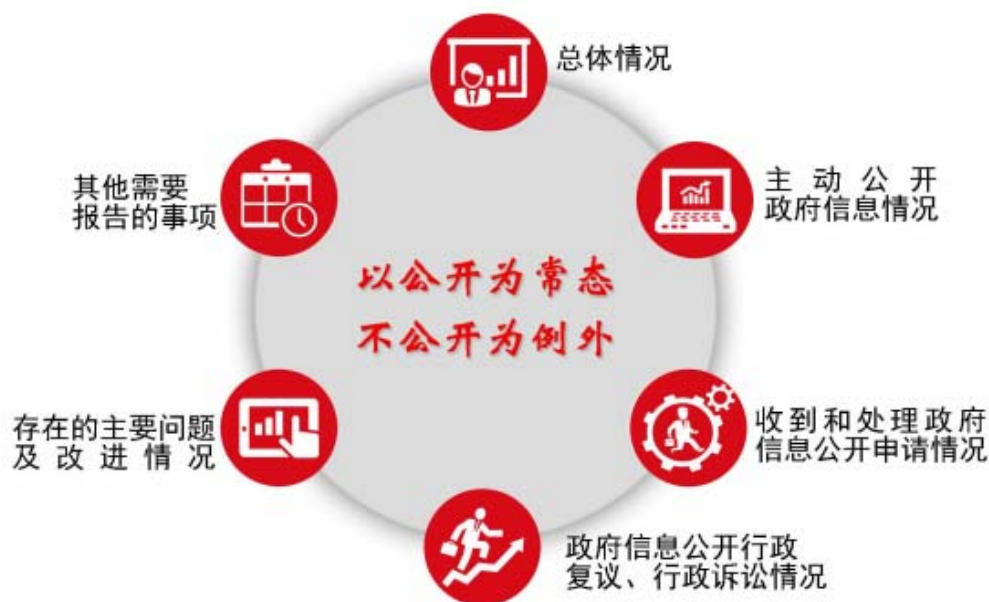 总体情况
主动公开
政府信息情况
收到和处理政府
信息公开申请情况
政府信息公开行政
复议、行政诉讼情况
存在的主要问题
及改进情况
其他需要
报告的事项
以公开为常态
不公开为例外